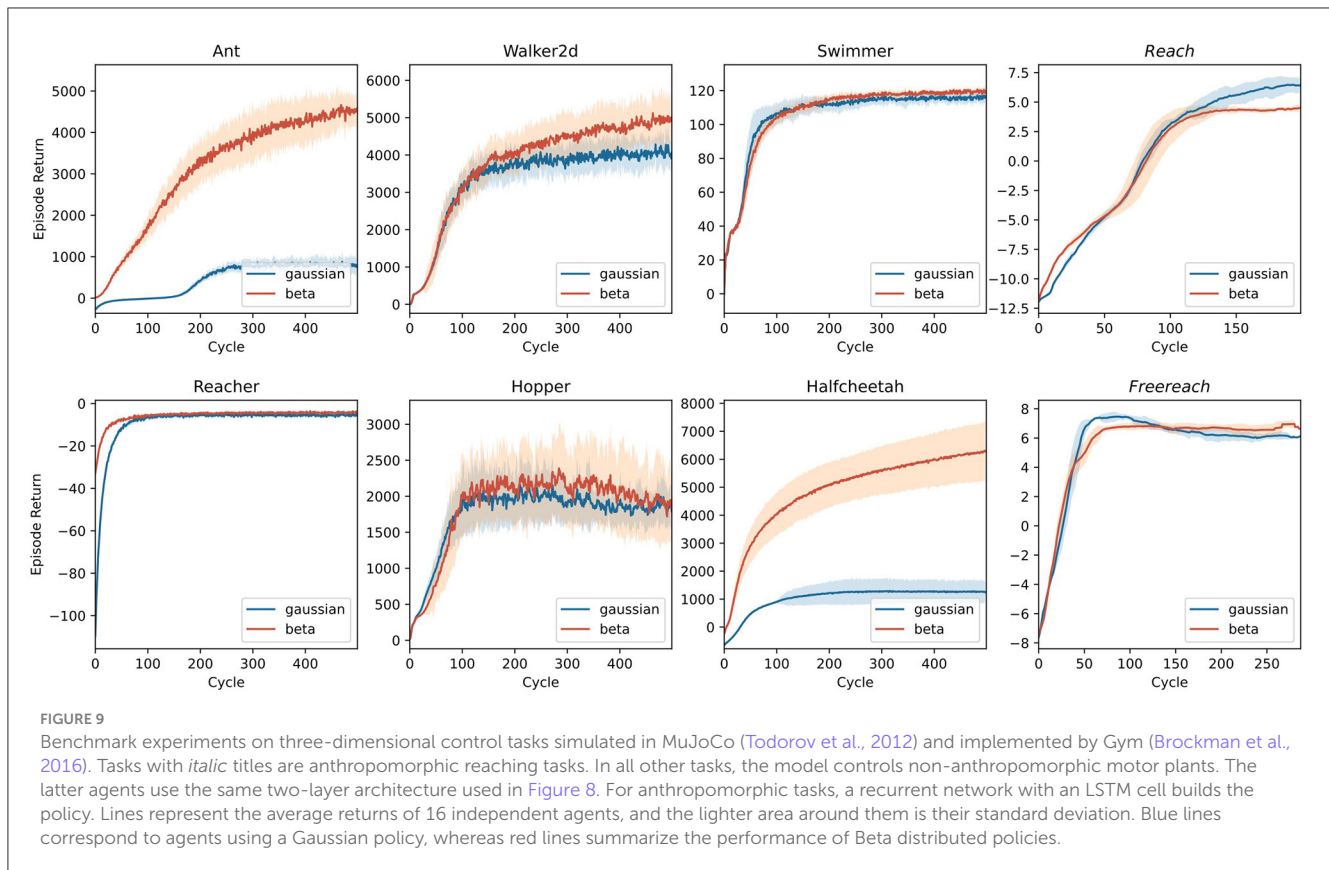 Ant
Episode Return
5000
4000
3000
2000
1000
0
gaussian
beta
0 100 200 300 400
Cycle
Walker2d
6000
5000
4000
3000
2000
1000
0
gaussian
beta
0 100 200 300 400
Cycle
Swimmer
120
100
80
60
40
20
0
gaussian
beta
0 100 200 300 400
Cycle
Reach
7.5
5.0
2.5
0.0
−2.5
−5.0
−7.5
−10.0
−12.5
gaussian
beta
0 50 100 150
Cycle
Reacher
Episode Return
0
−20
−40
−60
−80
−100
gaussian
beta
0 100 200 300 400
Cycle
Hopper
3000
2500
2000
1500
1000
500
0
gaussian
beta
0 100 200 300 400
Cycle
Halfcheetah
8000
7000
6000
5000
4000
3000
2000
1000
0
gaussian
beta
0 100 200 300 400
Cycle
Freereach
8
6
4
2
0
−2
−4
−6
−8
gaussian
beta
0 50 100 150 200 250
Cycle
FIGURE 9
Benchmark experiments on three-dimensional control tasks simulated in MuJoCo (Todorov et al., 2012) and implemented by Gym (Brockman et al.,
2016). Tasks with italic titles are anthropomorphic reaching tasks. In all other tasks, the model controls non-anthropomorphic motor plants. The
latter agents use the same two-layer architecture used in Figure 8. For anthropomorphic tasks, a recurrent network with an LSTM cell builds the
policy. Lines represent the average returns of 16 independent agents, and the lighter area around them is their standard deviation. Blue lines
correspond to agents using a Gaussian policy, whereas red lines summarize the performance of Beta distributed policies.